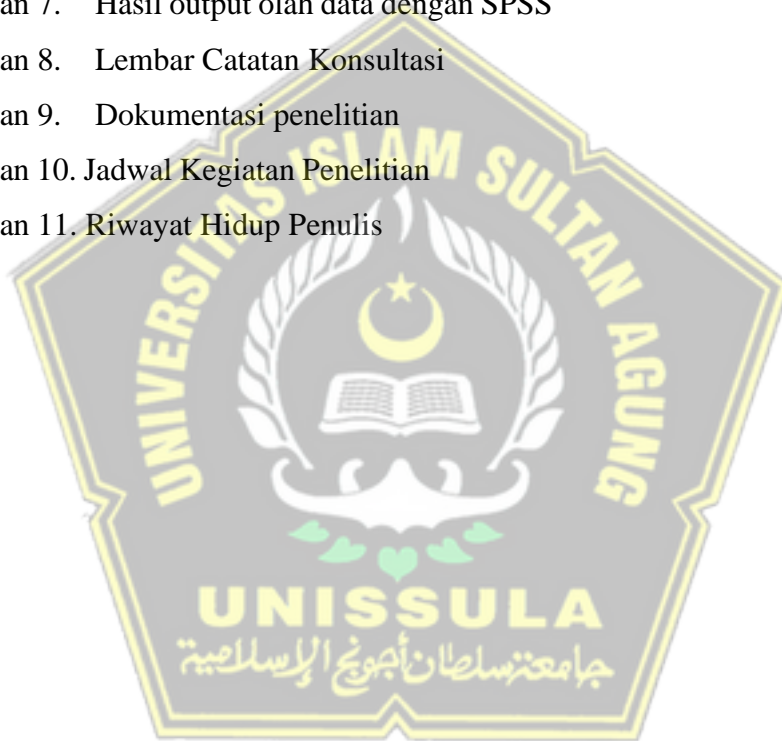 an 7. Hasil output olah data dengan SPSS
an 8. Lembar Catatan Konsultasi
an 9. Dokumentasi penelitian
an 10. Jadwal Kegiatan Penelitian
an 11. Riwayat Hidup Penulis
UNIVERSITAS ISLAM SULTAN AGUNG
UNISSULA
جامعة سلطان أجونج الإسلامية